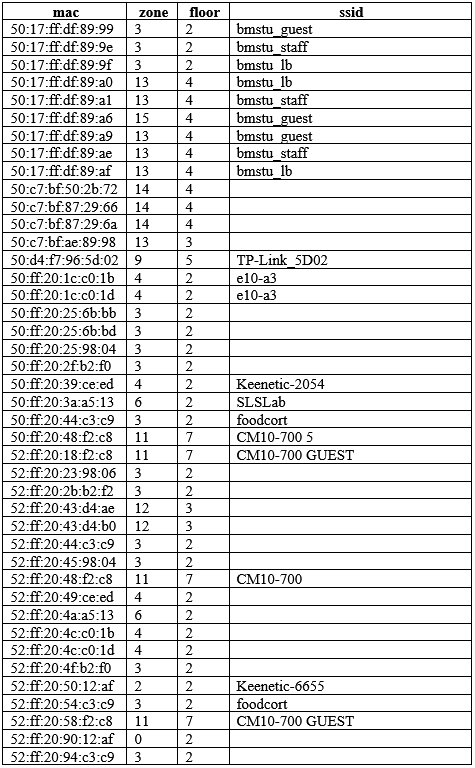 mac zone floor ssid
50:17:ff:df:89:99 3 2 bmstu_guest
50:17:ff:df:89:9e 3 2 bmstu_staff
50:17:ff:df:89:9f 3 2 bmstu_lb
50:17:ff:df:89:a0 13 4 bmstu_lb
50:17:ff:df:89:a1 13 4 bmstu_staff
50:17:ff:df:89:a6 15 4 bmstu_guest
50:17:ff:df:89:a9 13 4 bmstu_guest
50:17:ff:df:89:ae 13 4 bmstu_staff
50:17:ff:df:89:af 13 4 bmstu_lb
50:c7:bf:50:2b:72 14 4
50:c7:bf:87:29:66 14 4
50:c7:bf:87:29:6a 14 4
50:c7:bf:ae:89:98 13 3
50:d4:f7:96:5d:02 9 5 TP-Link_5D02
50:ff:20:1c:c0:1b 4 2 e10-a3
50:ff:20:1c:c0:1d 4 2 e10-a3
50:ff:20:25:6b:bb 3 2
50:ff:20:25:6b:bd 3 2
50:ff:20:25:98:04 3 2
50:ff:20:2f:b2:f0 3 2
50:ff:20:39:ce:ed 4 2 Keenetic-2054
50:ff:20:3a:a5:13 6 2 SLSLab
50:ff:20:44:c3:c9 3 2 foodcort
50:ff:20:48:f2:c8 11 7 CM10-700 5
52:ff:20:18:f2:c8 11 7 CM10-700 GUEST
52:ff:20:23:98:06 3 2
52:ff:20:2b:b2:f2 3 2
52:ff:20:43:d4:ae 12 3
52:ff:20:43:d4:b0 12 3
52:ff:20:44:c3:c9 3 2
52:ff:20:45:98:04 3 2
52:ff:20:48:f2:c8 11 7 CM10-700
52:ff:20:49:ce:ed 4 2
52:ff:20:4a:a5:13 6 2
52:ff:20:4c:c0:1b 4 2
52:ff:20:4c:c0:1d 4 2
52:ff:20:4f:b2:f0 3 2
52:ff:20:50:12:af 2 2 Keenetic-6655
52:ff:20:54:c3:c9 3 2 foodcort
52:ff:20:58:f2:c8 11 7 CM10-700 GUEST
52:ff:20:90:12:af 0 2
52:ff:20:94:c3:c9 3 2